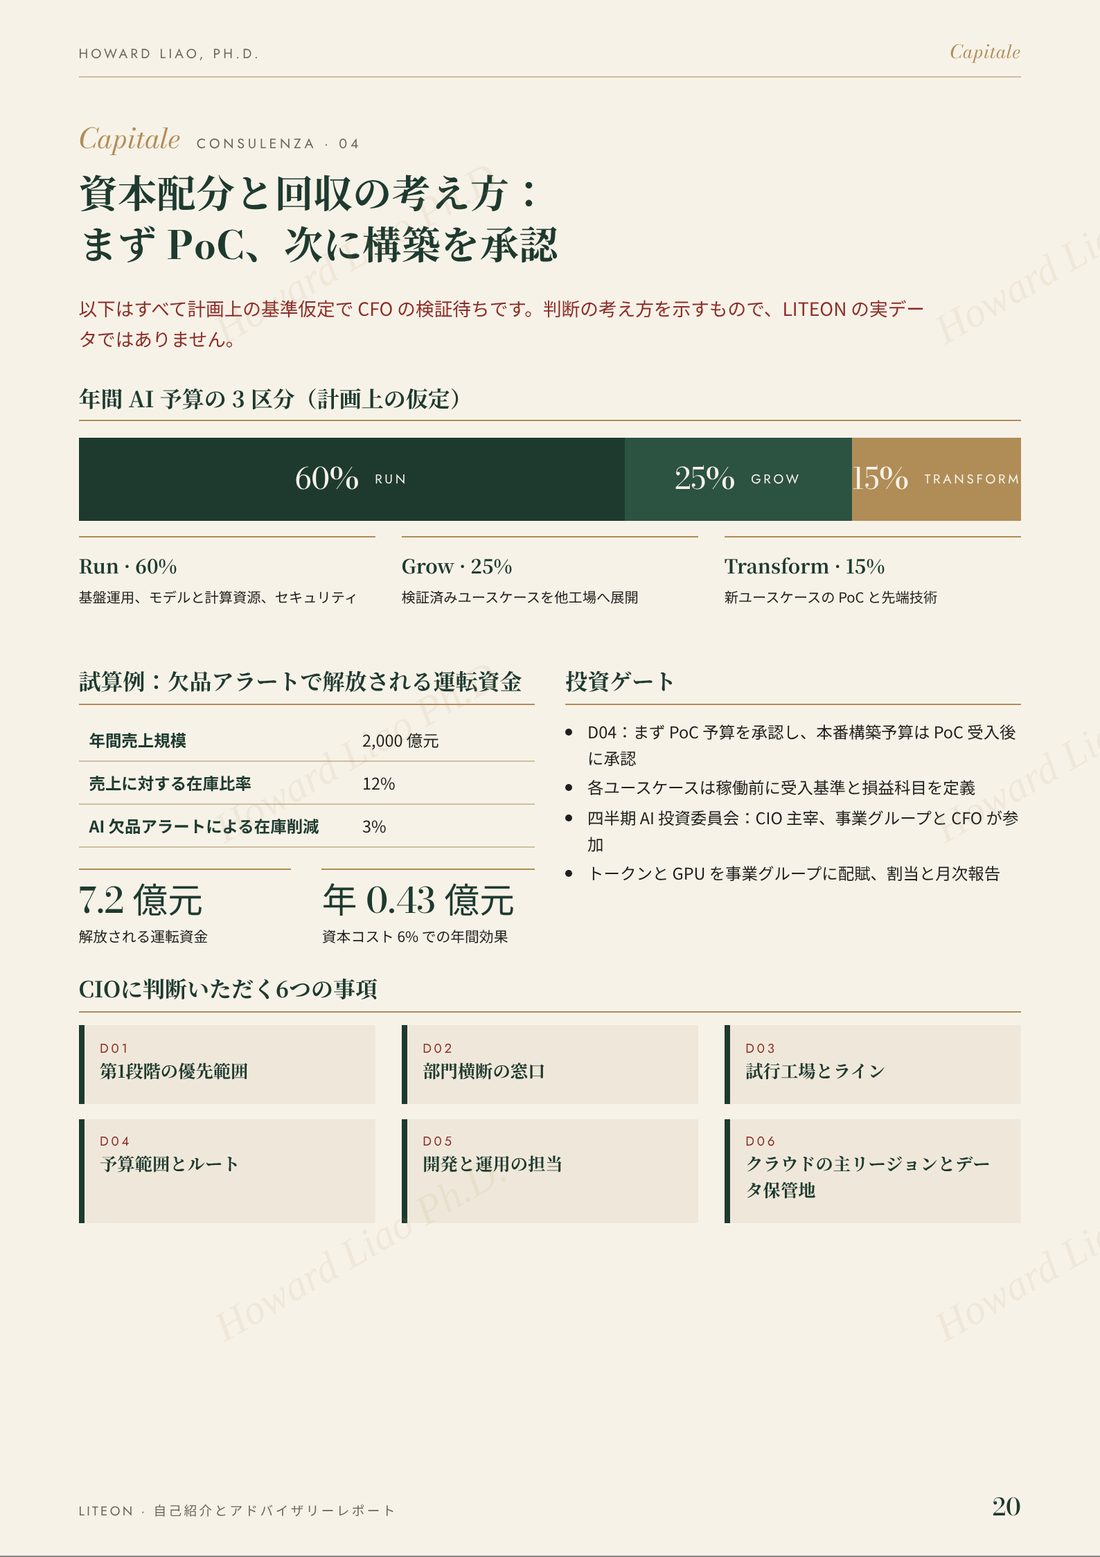 HOWARD LIAO, PH.D.
Capitale
Capitale CONSULENZA · 04
資本配分と回収の考え方：
まず PoC、次に構築を承認
以下はすべて計画上の基準仮定で CFO の検証待ちです。判断の考え方を示すもので、LITEON の実デー
タではありません。
年間 AI 予算の 3 区分（計画上の仮定）
60% RUN
25% GROW
15% TRANSFORM
Run · 60%
基盤運用、モデルと計算資源、セキュリティ
Grow · 25%
検証済みユースケースを他工場へ展開
Transform · 15%
新ユースケースの PoC と先端技術
試算例：欠品アラートで解放される運転資金
年間売上規模 2,000 億元
売上に対する在庫比率 12%
AI 欠品アラートによる在庫削減 3%
7.2 億元
解放される運転資金
年 0.43 億元
資本コスト 6% での年間効果
投資ゲート
• D04：まず PoC 予算を承認し、本番構築予算は PoC 受入後
に承認
• 各ユースケースは稼働前に受入基準と損益科目を定義
• 四半期 AI 投資委員会：CIO 主宰、事業グループと CFO が参
加
• トークンと GPU を事業グループに配賦、割当と月次報告
CIOに判断いただく6つの事項
D01
第1段階の優先範囲
D02
部門横断の窓口
D03
試行工場とライン
D04
予算範囲とルート
D05
開発と運用の担当
D06
クラウドの主リージョンとデー
タ保管地
LITEON · 自己紹介とアドバイザリーレポート
20
Howard Liao Ph.D.
Howard Lia
Howard Liao Ph.D.
Howard Lia
Howard Liao Ph.D.
Howard Lia